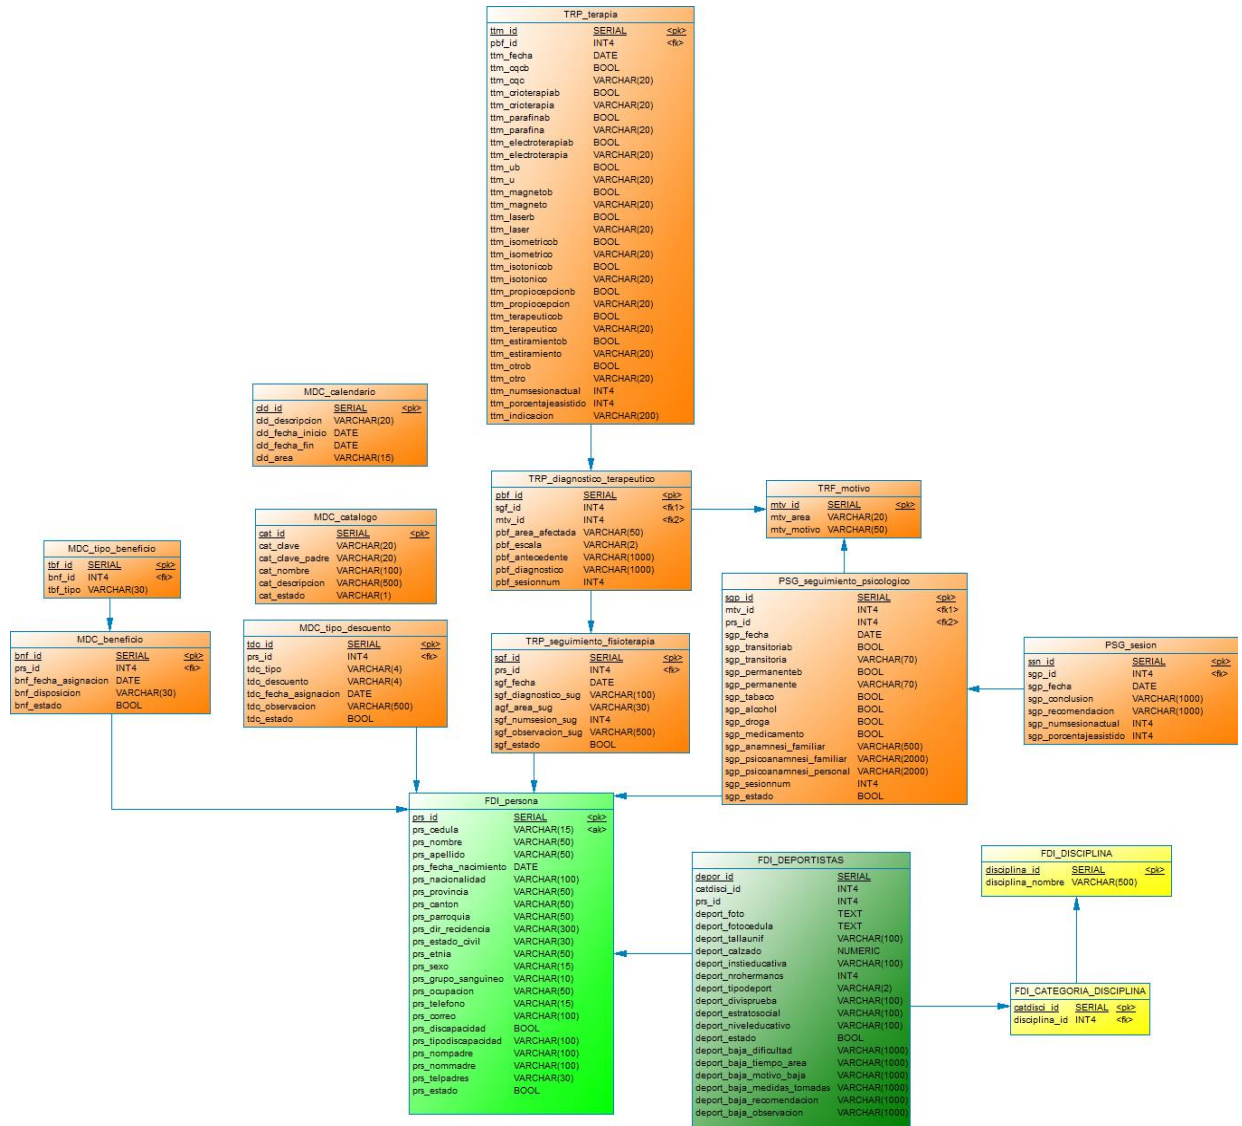 TRP_terapia
ttm_id SERIAL <pk>
pbf_id INT4 <fk>
ttm_fecha DATE
ttm_cqcb BOOL
ttm_cqc VARCHAR(20)
ttm_crioterapiab BOOL
ttm_crioterapia VARCHAR(20)
ttm_parafinab BOOL
ttm_parafina VARCHAR(20)
ttm_electroterapiab BOOL
ttm_electroterapia VARCHAR(20)
ttm_ub BOOL
ttm_u VARCHAR(20)
ttm_magnetob BOOL
ttm_magneto VARCHAR(20)
ttm_laserb BOOL
ttm_laser VARCHAR(20)
ttm_isometricob BOOL
ttm_isometrico VARCHAR(20)
ttm_isotonicob BOOL
ttm_isotonico VARCHAR(20)
ttm_propiocepcionb BOOL
ttm_propiocepcion VARCHAR(20)
ttm_terapeuticob BOOL
ttm_terapeutico VARCHAR(20)
ttm_estiramientob BOOL
ttm_estiramiento VARCHAR(20)
ttm_otrob BOOL
ttm_otro VARCHAR(20)
ttm_numsesionactual INT4
ttm_porcentajeasistido INT4
ttm_indicacion VARCHAR(200)
MDC_calendario
cld_id SERIAL <pk>
cld_descripcion VARCHAR(20)
cld_fecha_inicio DATE
cld_fecha_fin DATE
cld_area VARCHAR(15)
TRP_diagnostico_terapeutico
pbf_id SERIAL <pk>
sgf_id INT4 <fk1>
mtv_id INT4 <fk2>
pbf_area_afectada VARCHAR(50)
pbf_escala VARCHAR(2)
pbf_antecedente VARCHAR(1000)
pbf_diagnostico VARCHAR(1000)
pbf_sesionnum INT4
TRF_motivo
mtv_id SERIAL <pk>
mtv_area VARCHAR(20)
mtv_motivo VARCHAR(50)
MDC_catalogo
cat_id SERIAL <pk>
cat_clave VARCHAR(20)
cat_clave_padre VARCHAR(20)
cat_nombre VARCHAR(100)
cat_descripcion VARCHAR(500)
cat_estado VARCHAR(1)
MDC_tipo_beneficio
tbf_id SERIAL <pk>
bnf_id INT4 <fk>
tbf_tipo VARCHAR(30)
MDC_beneficio
bnf_id SERIAL <pk>
prs_id INT4 <fk>
bnf_fecha_asignacion DATE
bnf_disposicion VARCHAR(30)
bnf_estado BOOL
MDC_tipo_descuento
tdc_id SERIAL <pk>
prs_id INT4 <fk>
tdc_tipo VARCHAR(4)
tdc_descuento VARCHAR(4)
tdc_fecha_asignacion DATE
tdc_observacion VARCHAR(500)
tdc_estado BOOL
TRP_seguimiento_fisioterapia
sgf_id SERIAL <pk>
prs_id INT4 <fk>
sgf_fecha DATE
sgf_diagnostico_sug VARCHAR(100)
agf_area_sug VARCHAR(30)
sgf_numsesion_sug INT4
sgf_observacion_sug VARCHAR(500)
sgf_estado BOOL
PSG_seguimiento_psicologico
sgp_id SERIAL <pk>
mtv_id INT4 <fk1>
prs_id INT4 <fk2>
sgp_fecha DATE
sgp_transitoriab BOOL
sgp_transitoria VARCHAR(70)
sgp_permanenteb BOOL
sgp_permanente VARCHAR(70)
sgp_tabaco BOOL
sgp_alcohol BOOL
sgp_droga BOOL
sgp_medicamento BOOL
sgp_anamnesi_familiar VARCHAR(500)
sgp_psicoanamnesi_familiar VARCHAR(2000)
sgp_psicoanamnesi_personal VARCHAR(2000)
sgp_sesionnum INT4
sgp_estado BOOL
PSG_sesion
ssn_id SERIAL <pk>
sgp_id INT4 <fk>
sgp_fecha DATE
sgp_conclusion VARCHAR(1000)
sgp_recomendacion VARCHAR(1000)
sgp_numsesionactual INT4
sgp_porcentajeasistido INT4
FDI_persona
prs_id SERIAL <pk>
prs_cedula VARCHAR(15) <ak>
prs_nombre VARCHAR(50)
prs_apellido VARCHAR(50)
prs_fecha_nacimiento DATE
prs_nacionalidad VARCHAR(100)
prs_provincia VARCHAR(50)
prs_canton VARCHAR(50)
prs_parroquia VARCHAR(50)
prs_dir_residencia VARCHAR(300)
prs_estado_civil VARCHAR(30)
prs_etnia VARCHAR(50)
prs_sexo VARCHAR(15)
prs_grupo_sanguineo VARCHAR(10)
prs_ocupacion VARCHAR(50)
prs_telefono VARCHAR(15)
prs_correo VARCHAR(100)
prs_discapacidad BOOL
prs_tipodiscapacidad VARCHAR(100)
prs_nompadre VARCHAR(100)
prs_nommadre VARCHAR(100)
prs_telpadres VARCHAR(30)
prs_estado BOOL
FDI_DEPORTISTAS
depor_id SERIAL
catdisci_id INT4
prs_id INT4
deport_foto TEXT
deport_fotocedula TEXT
deport_tallaunif VARCHAR(100)
deport_calzado NUMERIC
deport_instieducativa VARCHAR(100)
deport_nrohermanos INT4
deport_tipodeport VARCHAR(2)
deport_divisprueba VARCHAR(100)
deport_estratosocial VARCHAR(100)
deport_niveleducativo VARCHAR(100)
deport_estado BOOL
deport_baja_dificultad VARCHAR(1000)
deport_baja_tiempo_area VARCHAR(1000)
deport_baja_motivo_baja VARCHAR(1000)
deport_baja_medidas_tomadas VARCHAR(1000)
deport_baja_recomendacion VARCHAR(1000)
deport_baja_observacion VARCHAR(1000)
FDI_DISCIPLINA
disciplina_id SERIAL <pk>
disciplina_nombre VARCHAR(500)
FDI_CATEGORIA_DISCIPLINA
catdisci_id SERIAL <pk>
disciplina_id INT4 <fk>